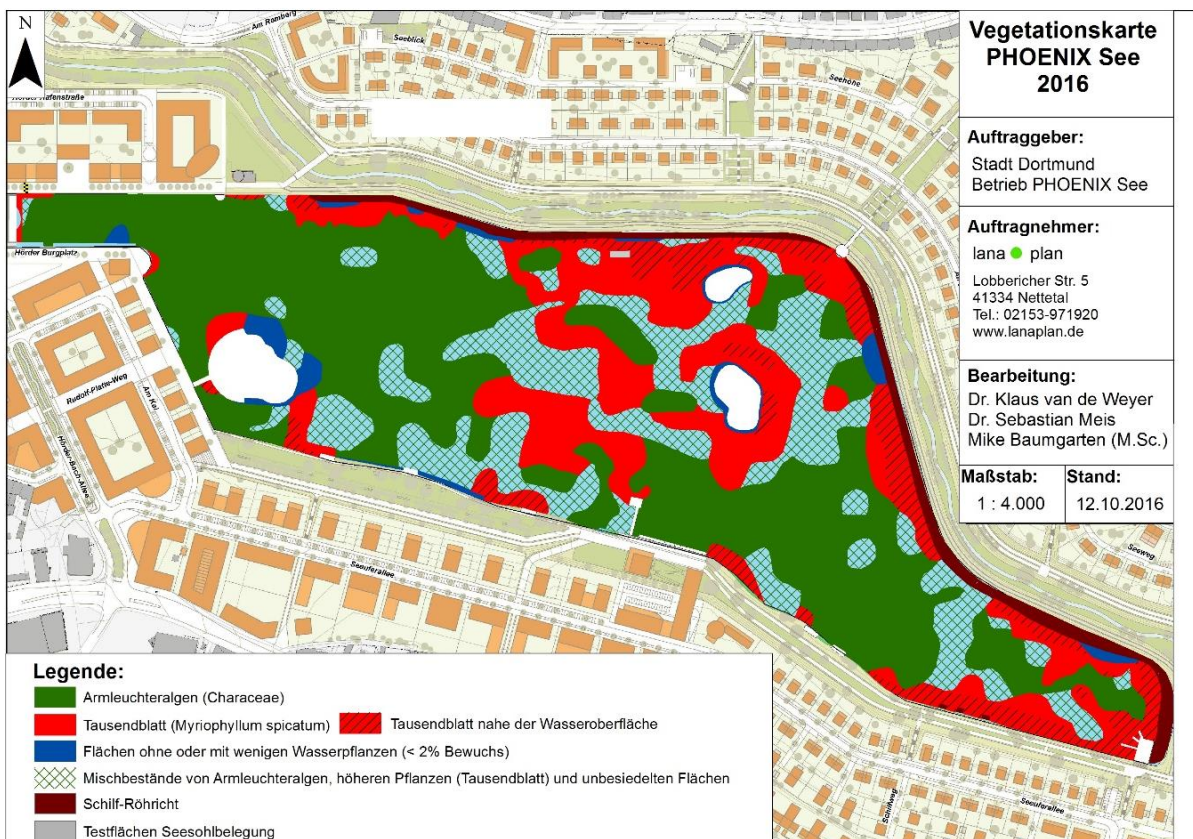 N
Am Remberg
Seeblick
Seehöhe
Hörder Hafenstraße
Hörder Burgplatz
Rudolf-Platte-Weg
Am Kai
Hörder-Bach-Allee
Seeuferallee
Seeweg
Schilfweg
Seeuferallee
Vegetationskarte
PHOENIX See
2016
Auftraggeber:
Stadt Dortmund
Betrieb PHOENIX See
Auftragnehmer:
lana plan
Lobbericher Str. 5
41334 Nettetal
Tel.: 02153-971920
www.lanaplan.de
Bearbeitung:
Dr. Klaus van de Weyer
Dr. Sebastian Meis
Mike Baumgarten (M.Sc.)
Maßstab:
1 : 4.000
Stand:
12.10.2016
Legende:
Armleuchteralgen (Characeae)
Tausendblatt (Myriophyllum spicatum)
Tausendblatt nahe der Wasseroberfläche
Flächen ohne oder mit wenigen Wasserpflanzen (< 2% Bewuchs)
Mischbestände von Armleuchteralgen, höheren Pflanzen (Tausendblatt) und unbesiedelten Flächen
Schilf-Röhricht
Testflächen Seesohlbelegung